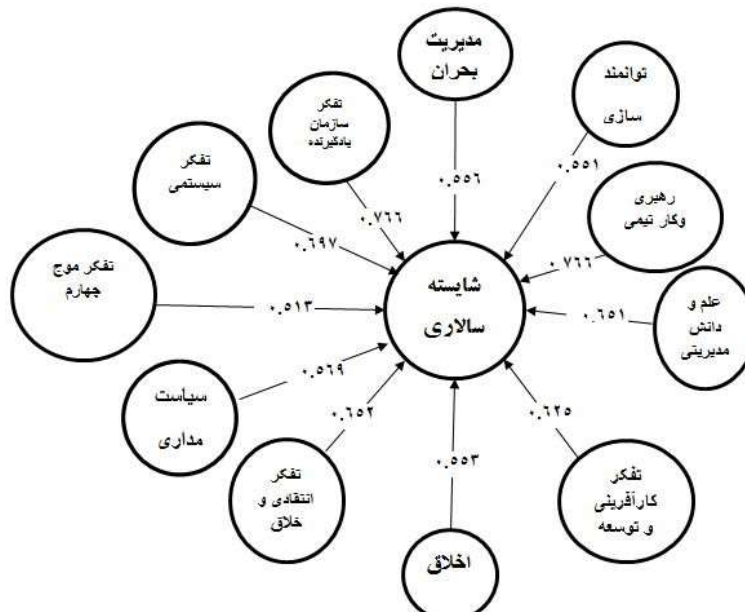 مدیریت
بحران
۰.۵۵۶
توانمند
سازی
۰.۵۵۱
رهبری
وکار تیمی
۰.۷۶۶
علم و
دانش
مدیریتی
۰.۶۵۱
تفکر
کارآفرینی
و توسعه
۰.۶۲۵
اخلاق
۰.۵۵۳
تفکر
انتقادی و
خلاق
۰.۶۵۲
سیاست
مداری
۰.۵۶۹
تفکر موج
چهارم
۰.۵۱۳
تفکر
سیستمی
۰.۶۹۷
تفکر
سازمان
یادگیرنده
۰.۷۶۶
شایسته
سالاری